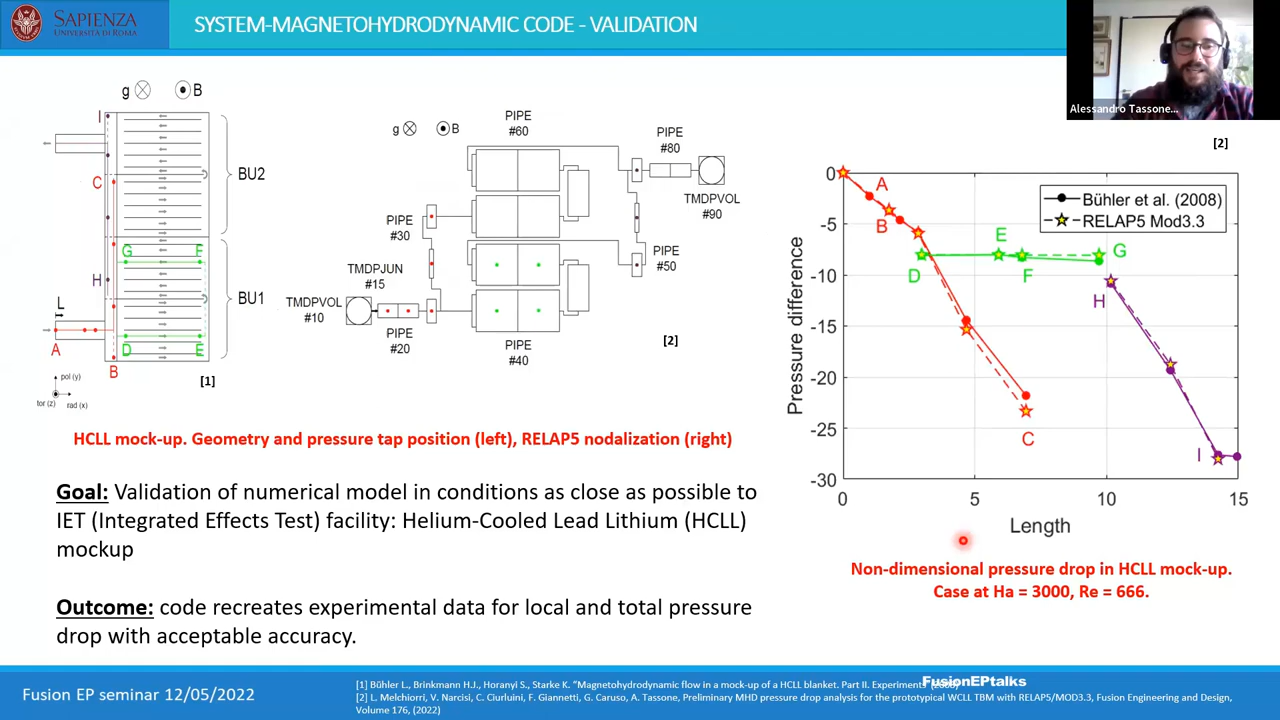 SAPIENZA
UNIVERSITÀ DI ROMA
SYSTEM-MAGNETOHYDRODYNAMIC CODE - VALIDATION
Alessandro Tassone...
g B
I
C
BU2
G F
H
BU1
L
A
D E
B
pol (y)
tor (z) rad (x)
[1]
g B
PIPE
#60
PIPE
#80
TMDPVOL
#90
PIPE
#30
PIPE
#50
TMDPJUN
#15
TMDPVOL
#10
PIPE
#20
PIPE
#40
[2]
[2]
Pressure difference
0
-5
-10
-15
-20
-25
-30
0 5 10 15
Length
A
B
C
D
E
F
G
H
I
Bühler et al. (2008)
RELAP5 Mod3.3
HCLL mock-up. Geometry and pressure tap position (left), RELAP5 nodalization (right)
Goal: Validation of numerical model in conditions as close as possible to
IET (Integrated Effects Test) facility: Helium-Cooled Lead Lithium (HCLL)
mockup
Outcome: code recreates experimental data for local and total pressure
drop with acceptable accuracy.
Non-dimensional pressure drop in HCLL mock-up.
Case at Ha = 3000, Re = 666.
Fusion EP seminar 12/05/2022
[1] Bühler L., Brinkmann H.J., Horanyi S., Starke K. "Magnetohydrodynamic flow in a mock-up of a HCLL blanket. Part II. Experiments
FusionEPtalks
[2] L. Melchiorri, V. Narcisi, C. Ciurluini, F. Giannetti, G. Caruso, A. Tassone, Preliminary MHD pressure drop analysis for the prototypical WCLL TBM with RELAP5/MOD3.3, Fusion Engineering and Design,
Volume 176, (2022)